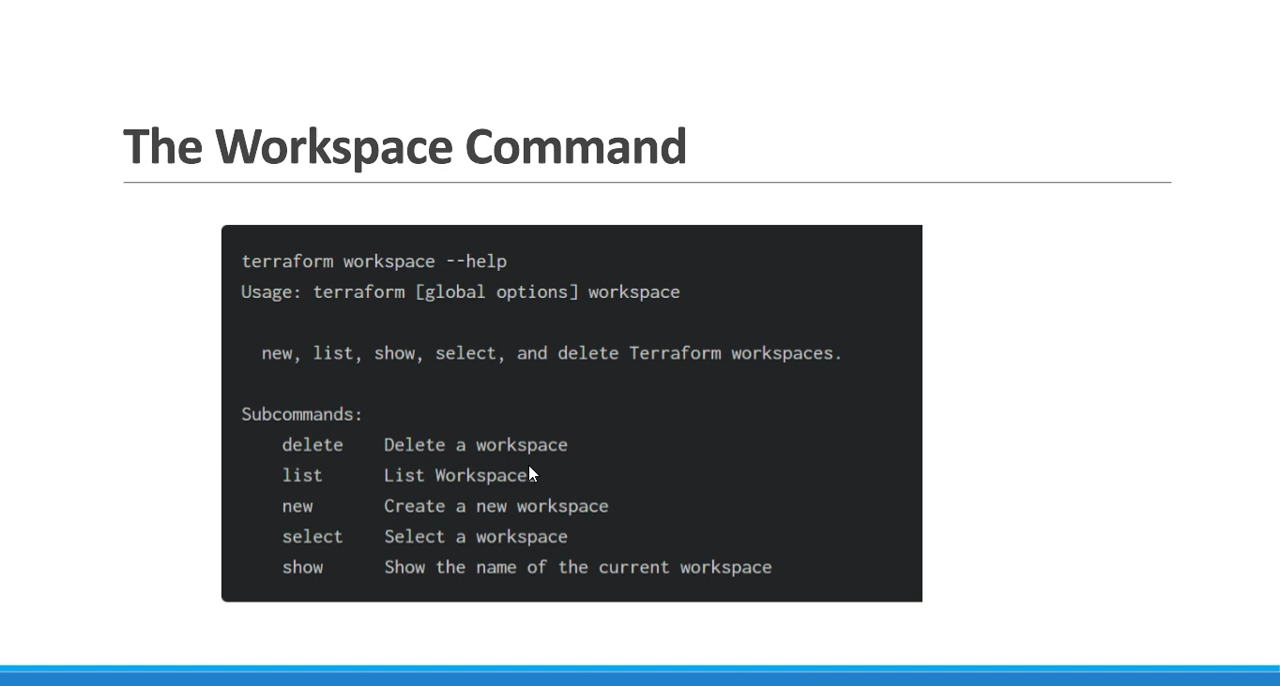 The Workspace Command
terraform workspace --help
Usage: terraform [global options] workspace
new, list, show, select, and delete Terraform workspaces.
Subcommands:
delete    Delete a workspace
list    List Workspace
new    Create a new workspace
select    Select a workspace
show    Show the name of the current workspace